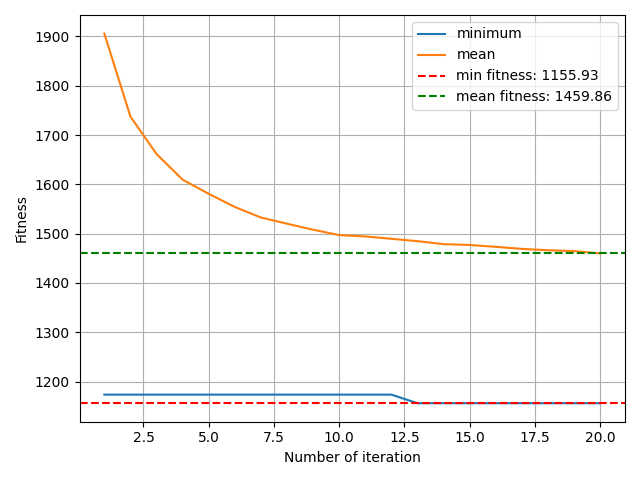 1900
1800
1700
1600
1500
1400
1300
1200
Fitness
2.5 5.0 7.5 10.0 12.5 15.0 17.5 20.0
Number of iteration
minimum
mean
min fitness: 1155.93
mean fitness: 1459.86